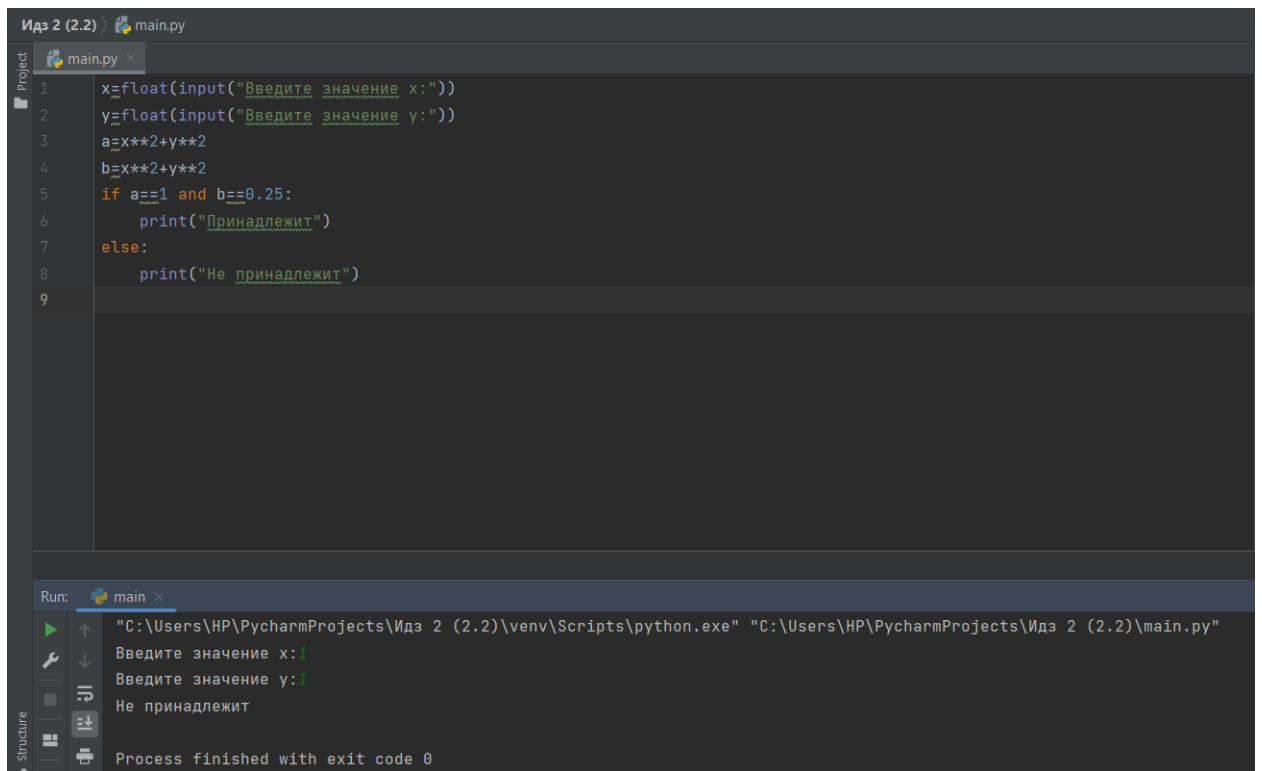 Идз 2 (2.2) 〉 main.py
Project
main.py ×
1 x=float(input("Введите значение x:"))
2 y=float(input("Введите значение y:"))
3 a=x**2+y**2
4 b=x**2+y**2
5 if a==1 and b==0.25:
6     print("Принадлежит")
7 else:
8     print("Не принадлежит")
9
Run: main ×
"C:\Users\HP\PycharmProjects\Идз 2 (2.2)\venv\Scripts\python.exe" "C:\Users\HP\PycharmProjects\Идз 2 (2.2)\main.py"
Введите значение x:1
Введите значение y:1
Не принадлежит
Process finished with exit code 0
Structure